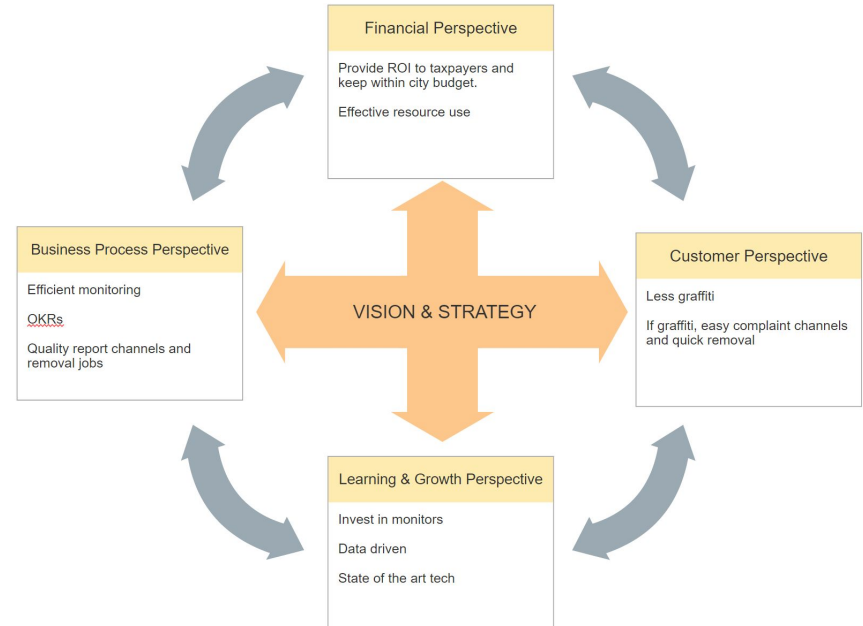 Financial Perspective
Provide ROI to taxpayers and
keep within city budget.
Effective resource use
Business Process Perspective
Efficient monitoring
OKRs
Quality report channels and
removal jobs
VISION & STRATEGY
Customer Perspective
Less graffiti
If graffiti, easy complaint channels
and quick removal
Learning & Growth Perspective
Invest in monitors
Data driven
State of the art tech